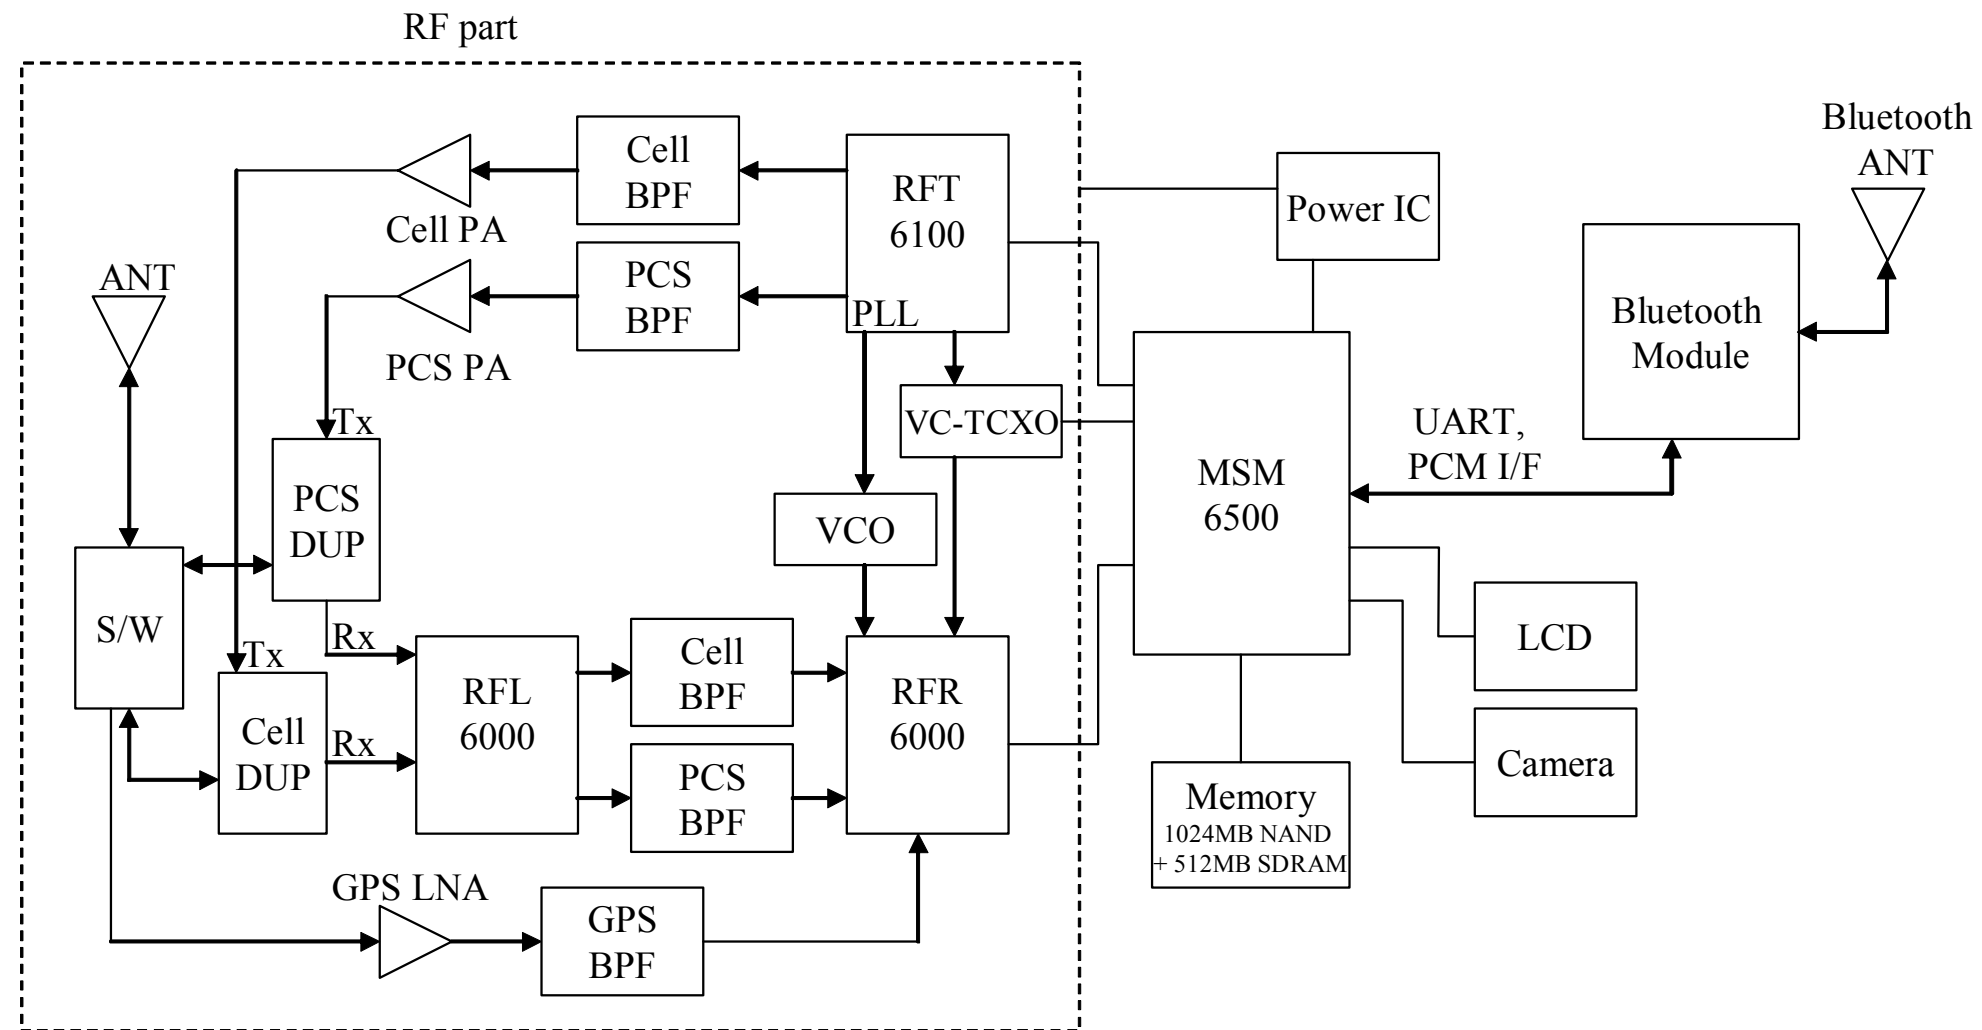 RF part
Bluetooth
ANT
Cell
BPF
RFT
6100
Power IC
Cell PA
PCS
BPF
PLL
ANT
PCS PA
Bluetooth
Module
VC-TCXO
Tx
UART,
PCM I/F
PCS
DUP
MSM
6500
VCO
S/W
Rx
Tx
Cell
BPF
LCD
RFL
6000
RFR
6000
Cell
DUP
Rx
PCS
BPF
Camera
Memory
1024MB NAND
+ 512MB SDRAM
GPS LNA
GPS
BPF